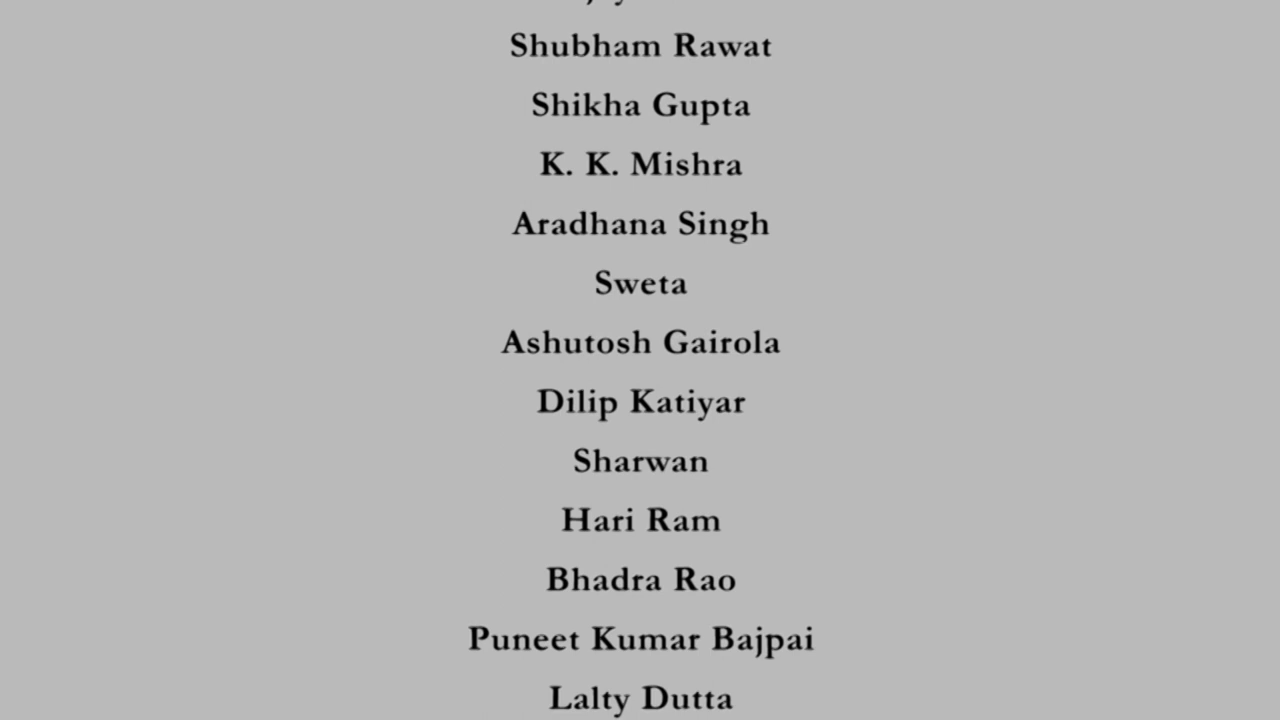 Shubham Rawat
Shikha Gupta
K. K. Mishra
Aradhana Singh
Sweta
Ashutosh Gairola
Dilip Katiyar
Sharwan
Hari Ram
Bhadra Rao
Puneet Kumar Bajpai
Lalty Dutta